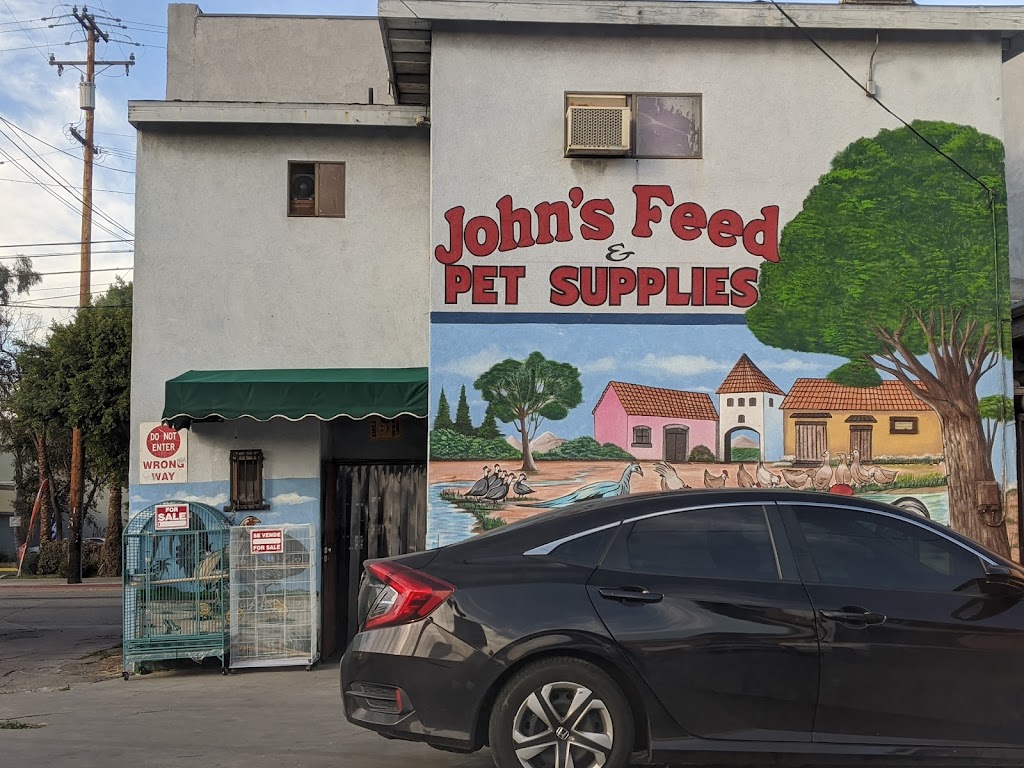 John's Feed
&
PET SUPPLIES
DO NOT
ENTER
WRONG
WAY
FOR
SALE
SE VENDE
FOR SALE